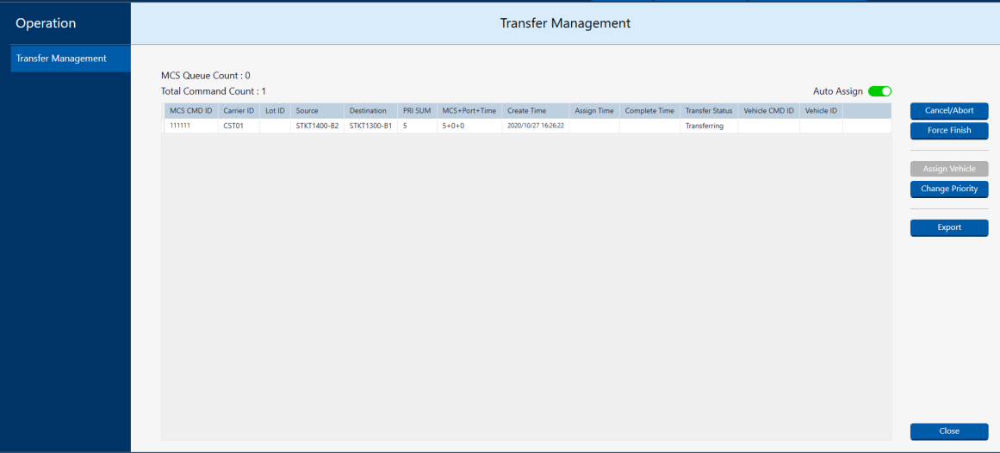 Operation
Transfer Management
Transfer Management
MCS Queue Count : 0
Total Command Count : 1
Auto Assign
MCS CMD ID Carrier ID Lot ID Source Destination PRI SUM MCS+Port+Time Create Time Assign Time Complete Time Transfer Status Vehicle CMD ID Vehicle ID
111111 CST01 STKT1400-B2 STKT1300-B1 5 5+0+0 2020/10/27 16:26:22 Transferring
Cancel/Abort
Force Finish
Assign Vehicle
Change Priority
Export
Close